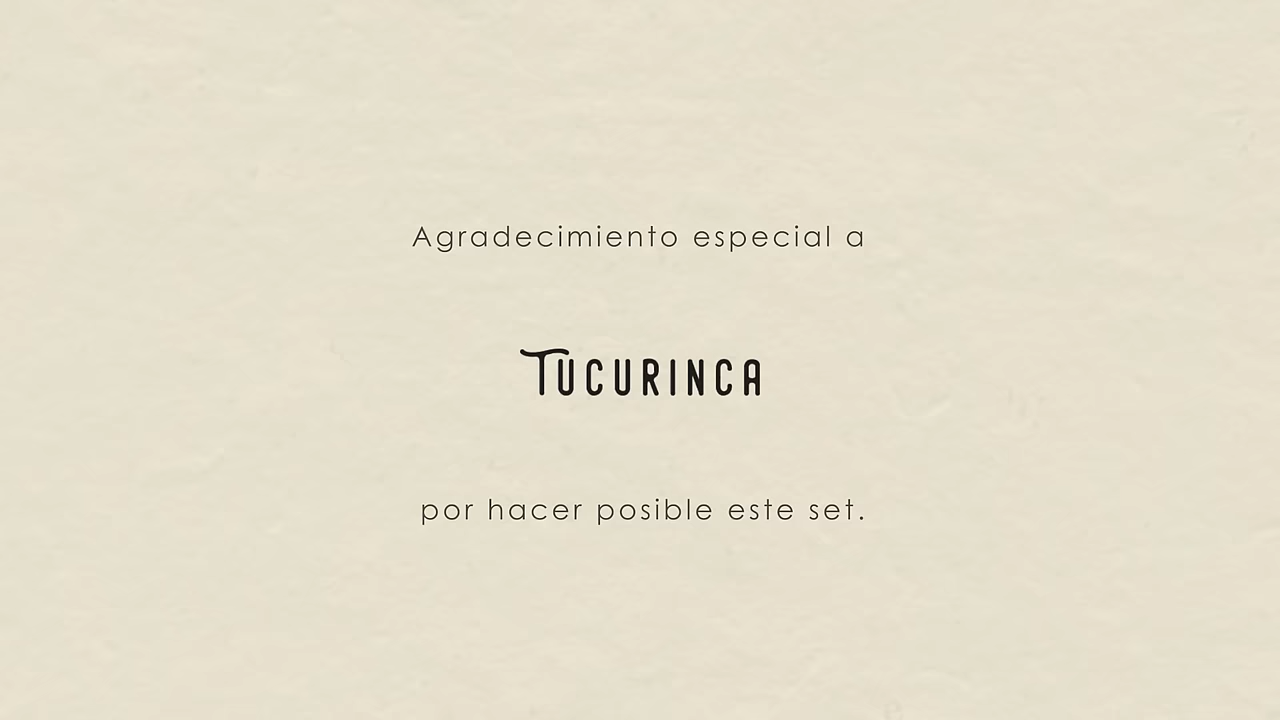 Agradecimiento especial a
TUCURINCA
por hacer posible este set.